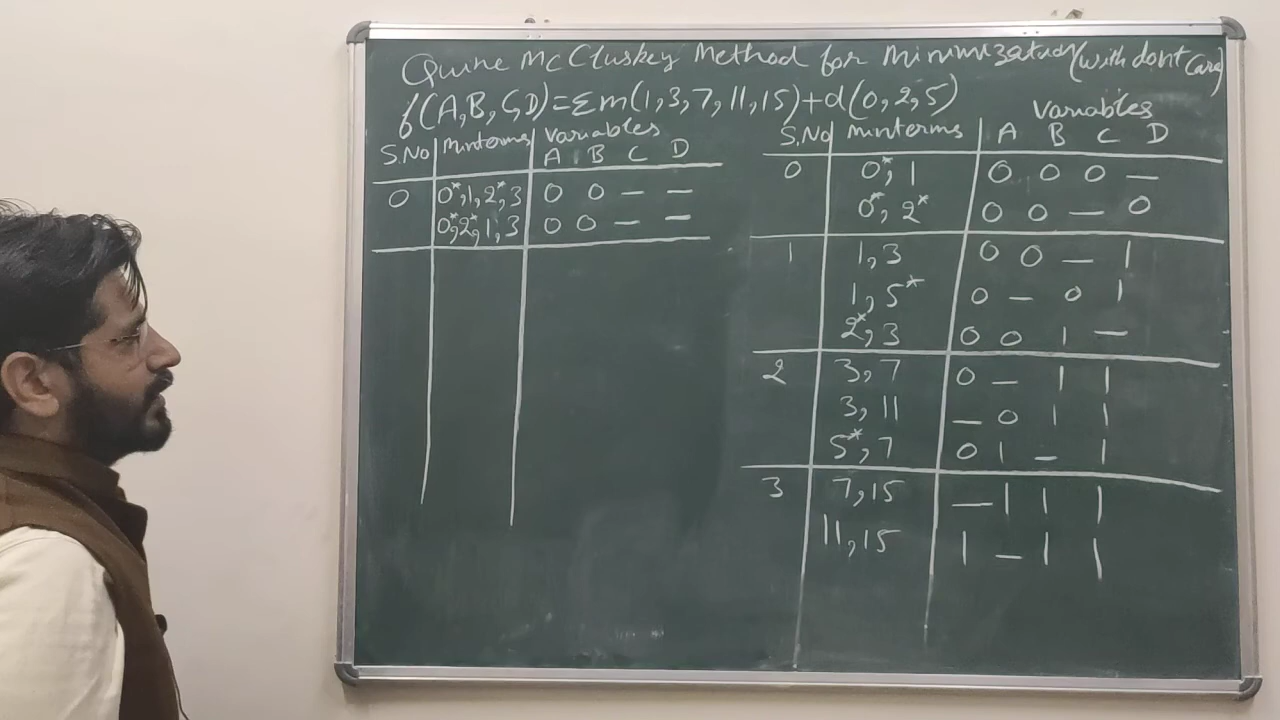 Quine McCluskey Method for Minimization (with dont care)
f(A,B,C,D)=Σm(1,3,7,11,15)+d(0,2,5)
S.No Minterms Variables
A B C D
0 0*,1,2*,3 0 0 — —
0*,2*,1,3 0 0 — —
Variables
S.No Minterms A B C D
0 0*,1 0 0 0 —
0*,2* 0 0 — 0
1 1,3 0 0 — 1
1,5* 0 — 0 1
2*,3 0 0 1 —
2 3,7 0 — 1 1
3,11 — 0 1 1
5*,7 0 1 — 1
3 7,15 — 1 1 1
11,15 1 — 1 1